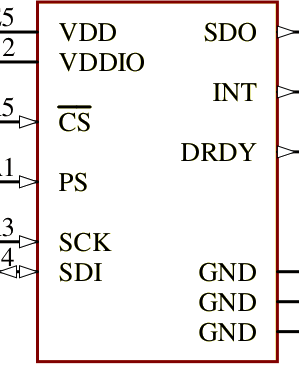 VDD SDO
VDDIO
INT
CS
DRDY
PS
SCK
SDI GND
GND
GND